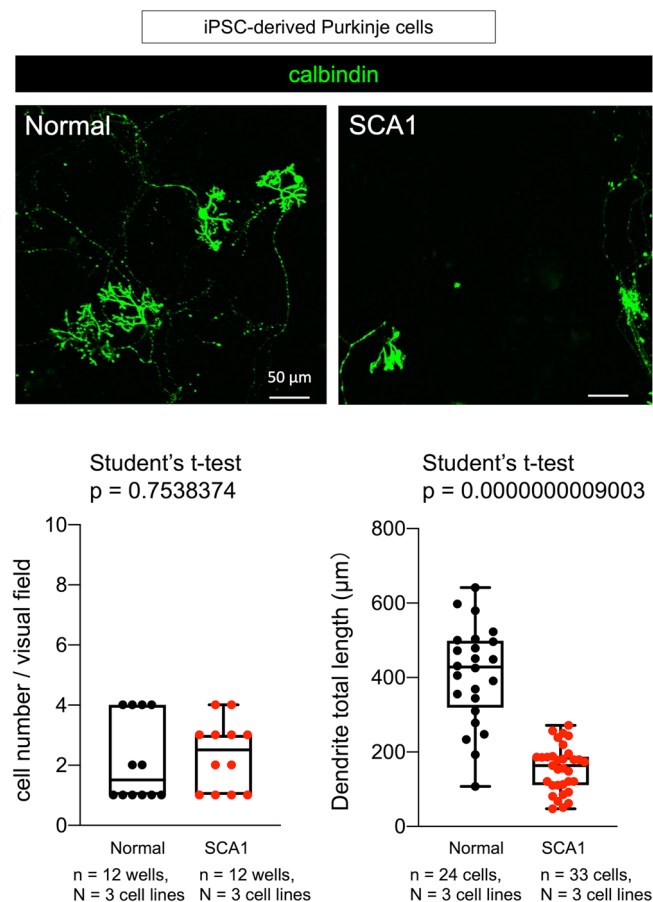 iPSC-derived Purkinje cells
calbindin
Normal
SCA1
50 μm
Student's t-test
p = 0.7538374
Student's t-test
p = 0.0000000009003
cell number / visual field
10
8
6
4
2
0
Normal
SCA1
n = 12 wells,
N = 3 cell lines
n = 12 wells,
N = 3 cell lines
Dendrite total length (μm)
800
600
400
200
0
Normal
SCA1
n = 24 cells,
N = 3 cell lines
n = 33 cells,
N = 3 cell lines